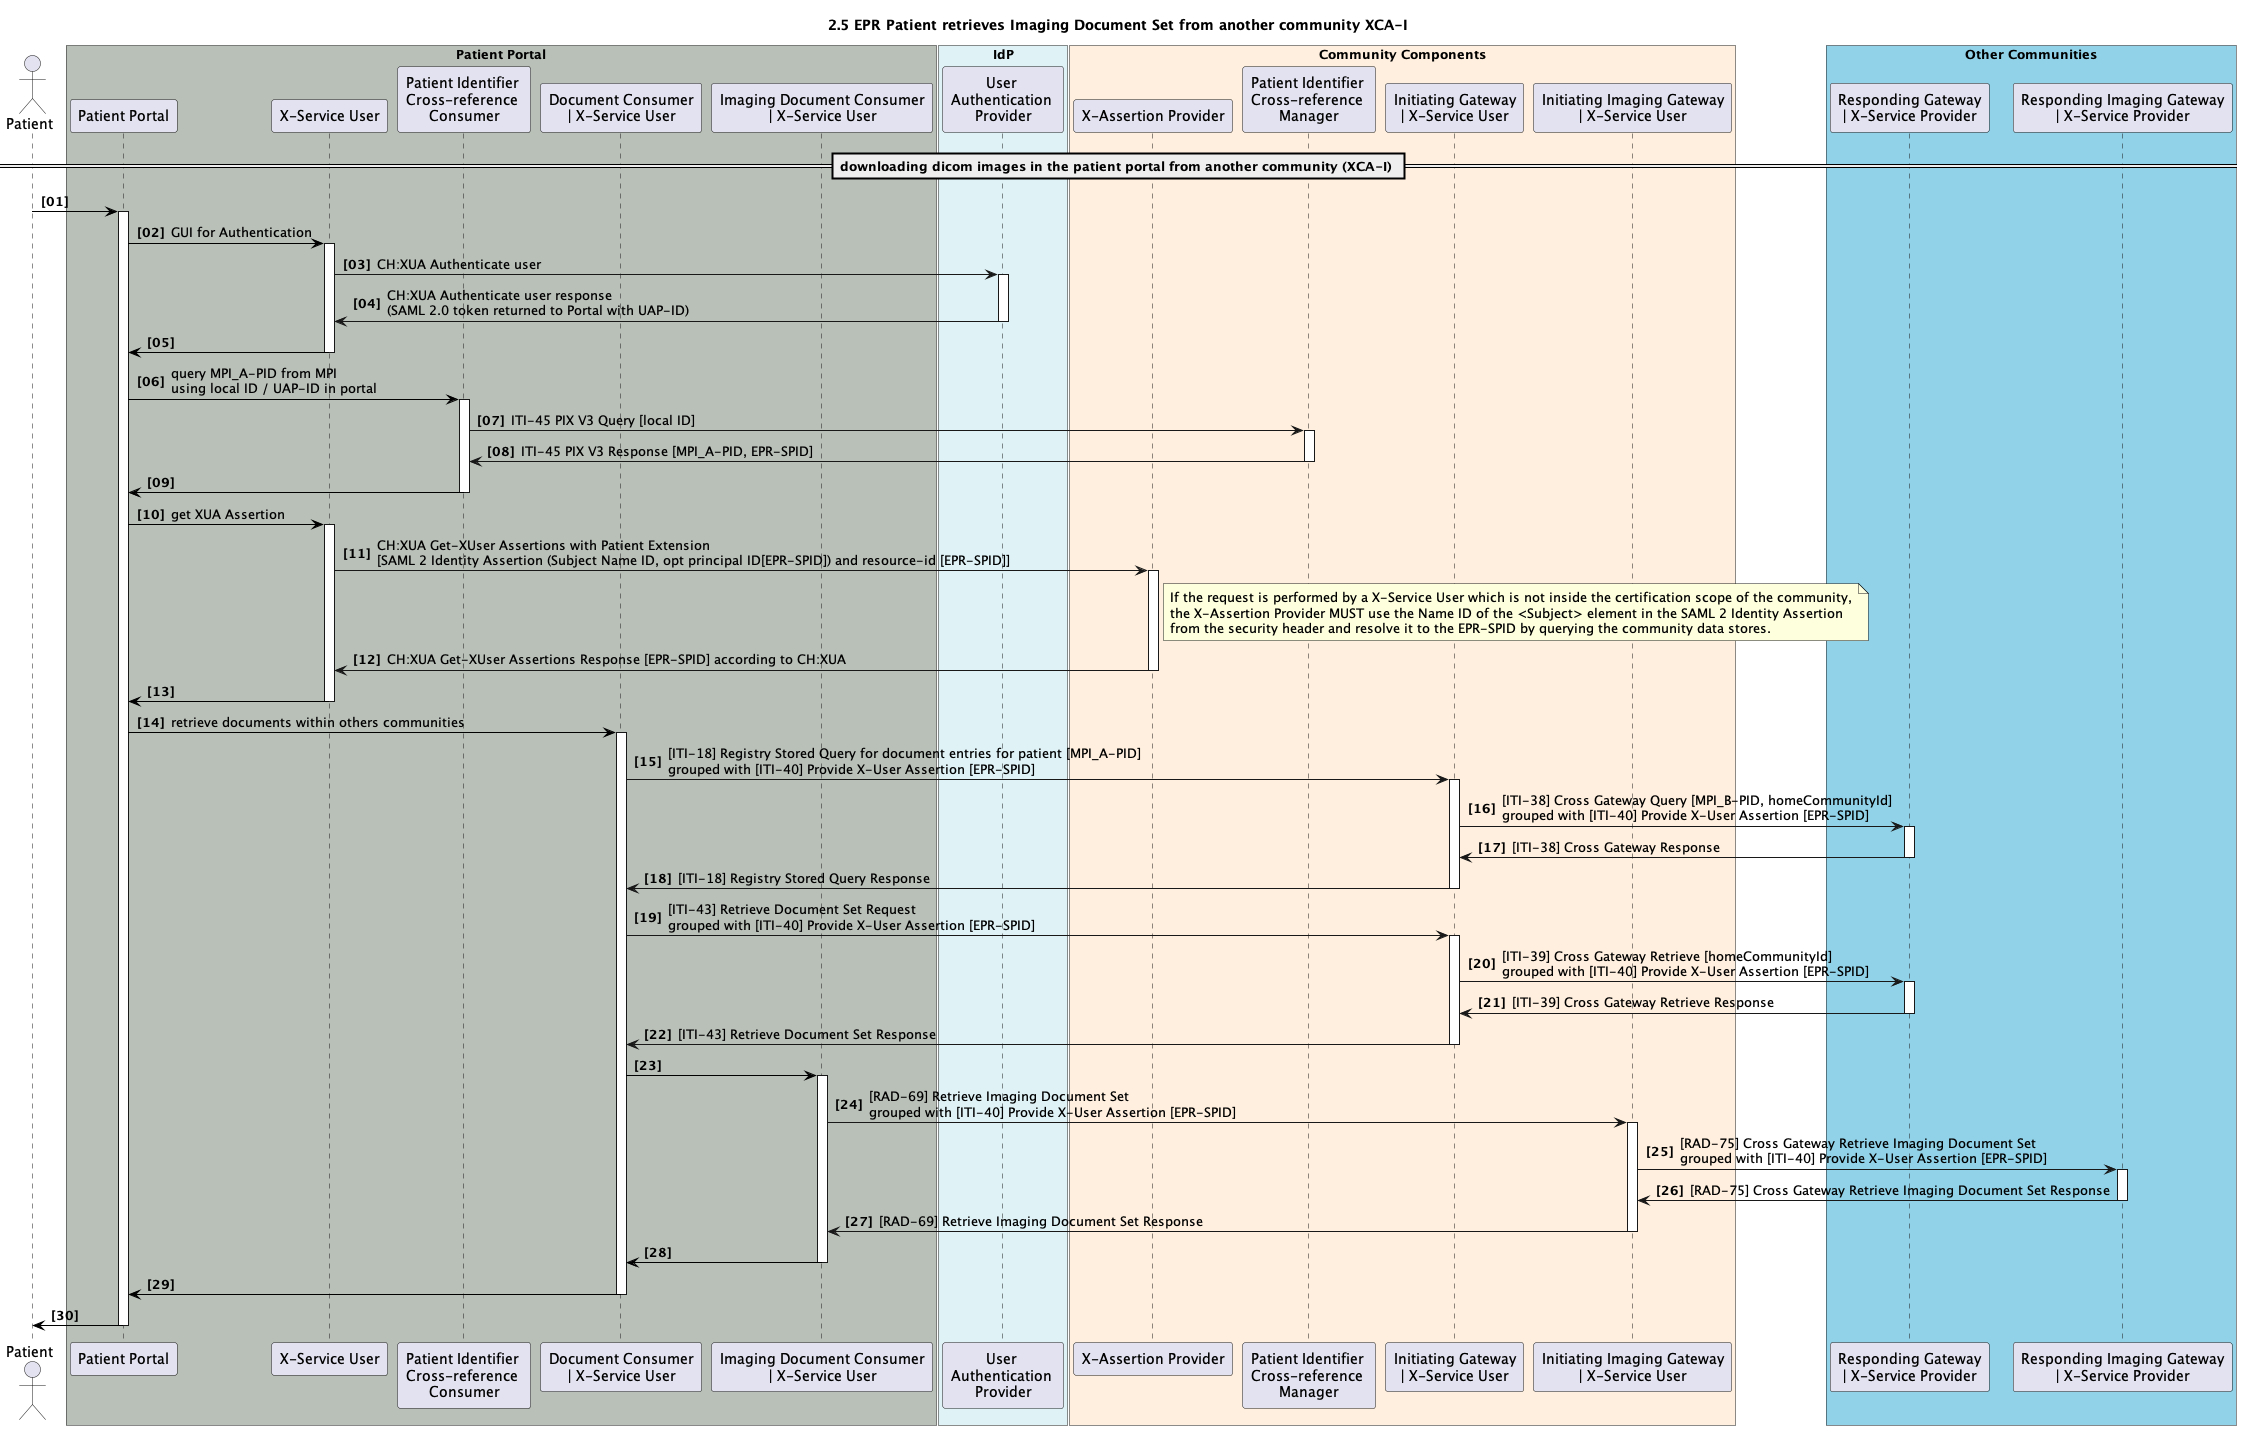 2.5 EPR Patient retrieves Imaging Document Set from another community XCA-I
Patient Portal
IdP
Community Components
Other Communities
Patient
Patient Portal
X-Service User
Patient Identifier
Cross-reference
Consumer
Document Consumer
| X-Service User
Imaging Document Consumer
| X-Service User
User
Authentication
Provider
X-Assertion Provider
Patient Identifier
Cross-reference
Manager
Initiating Gateway
| X-Service User
Initiating Imaging Gateway
| X-Service User
Responding Gateway
| X-Service Provider
Responding Imaging Gateway
| X-Service Provider
downloading dicom images in the patient portal from another community (XCA-I)
[01]
[02] GUI for Authentication
[03] CH:XUA Authenticate user
[04] CH:XUA Authenticate user response
(SAML 2.0 token returned to Portal with UAP-ID)
[05]
[06] query MPI_A-PID from MPI
using local ID / UAP-ID in portal
[07] ITI-45 PIX V3 Query [local ID]
[08] ITI-45 PIX V3 Response [MPI_A-PID, EPR-SPID]
[09]
[10] get XUA Assertion
[11] CH:XUA Get-XUser Assertions with Patient Extension
[SAML 2 Identity Assertion (Subject Name ID, opt principal ID[EPR-SPID]) and resource-id [EPR-SPID]]
If the request is performed by a X-Service User which is not inside the certification scope of the community,
the X-Assertion Provider MUST use the Name ID of the <Subject> element in the SAML 2 Identity Assertion
from the security header and resolve it to the EPR-SPID by querying the community data stores.
[12] CH:XUA Get-XUser Assertions Response [EPR-SPID] according to CH:XUA
[13]
[14] retrieve documents within others communities
[15] [ITI-18] Registry Stored Query for document entries for patient [MPI_A-PID]
grouped with [ITI-40] Provide X-User Assertion [EPR-SPID]
[16] [ITI-38] Cross Gateway Query [MPI_B-PID, homeCommunityId]
grouped with [ITI-40] Provide X-User Assertion [EPR-SPID]
[17] [ITI-38] Cross Gateway Response
[18] [ITI-18] Registry Stored Query Response
[19] [ITI-43] Retrieve Document Set Request
grouped with [ITI-40] Provide X-User Assertion [EPR-SPID]
[20] [ITI-39] Cross Gateway Retrieve [homeCommunityId]
grouped with [ITI-40] Provide X-User Assertion [EPR-SPID]
[21] [ITI-39] Cross Gateway Retrieve Response
[22] [ITI-43] Retrieve Document Set Response
[23]
[24] [RAD-69] Retrieve Imaging Document Set
grouped with [ITI-40] Provide X-User Assertion [EPR-SPID]
[25] [RAD-75] Cross Gateway Retrieve Imaging Document Set
grouped with [ITI-40] Provide X-User Assertion [EPR-SPID]
[26] [RAD-75] Cross Gateway Retrieve Imaging Document Set Response
[27] [RAD-69] Retrieve Imaging Document Set Response
[28]
[29]
[30]
Patient
Patient Portal
X-Service User
Patient Identifier
Cross-reference
Consumer
Document Consumer
| X-Service User
Imaging Document Consumer
| X-Service User
User
Authentication
Provider
X-Assertion Provider
Patient Identifier
Cross-reference
Manager
Initiating Gateway
| X-Service User
Initiating Imaging Gateway
| X-Service User
Responding Gateway
| X-Service Provider
Responding Imaging Gateway
| X-Service Provider